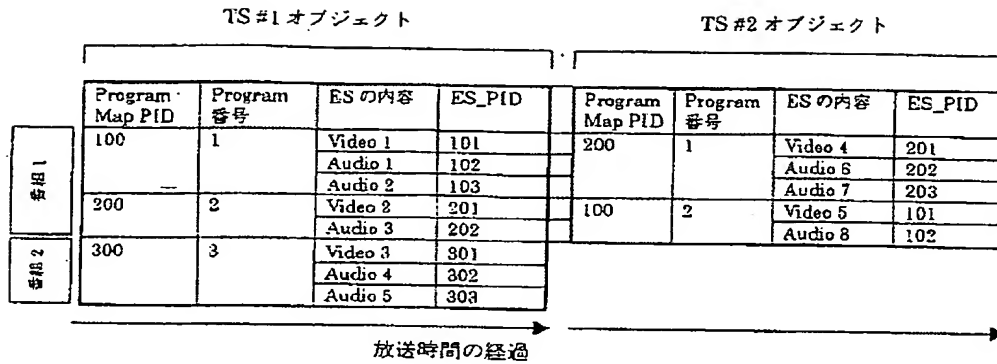 TS #1 オブジェクト
TS #2 オブジェクト
Program Map PID Program 番号 ES の内容 ES_PID
100 1 Video 1 101
Audio 1 102
Audio 2 103
200 2 Video 2 201
Audio 3 202
300 3 Video 3 301
Audio 4 302
Audio 5 303
番組 1
番組 2
Program Map PID Program 番号 ES の内容 ES_PID
200 1 Video 4 201
Audio 6 202
Audio 7 203
100 2 Video 5 101
Audio 8 102
放送時間の経過